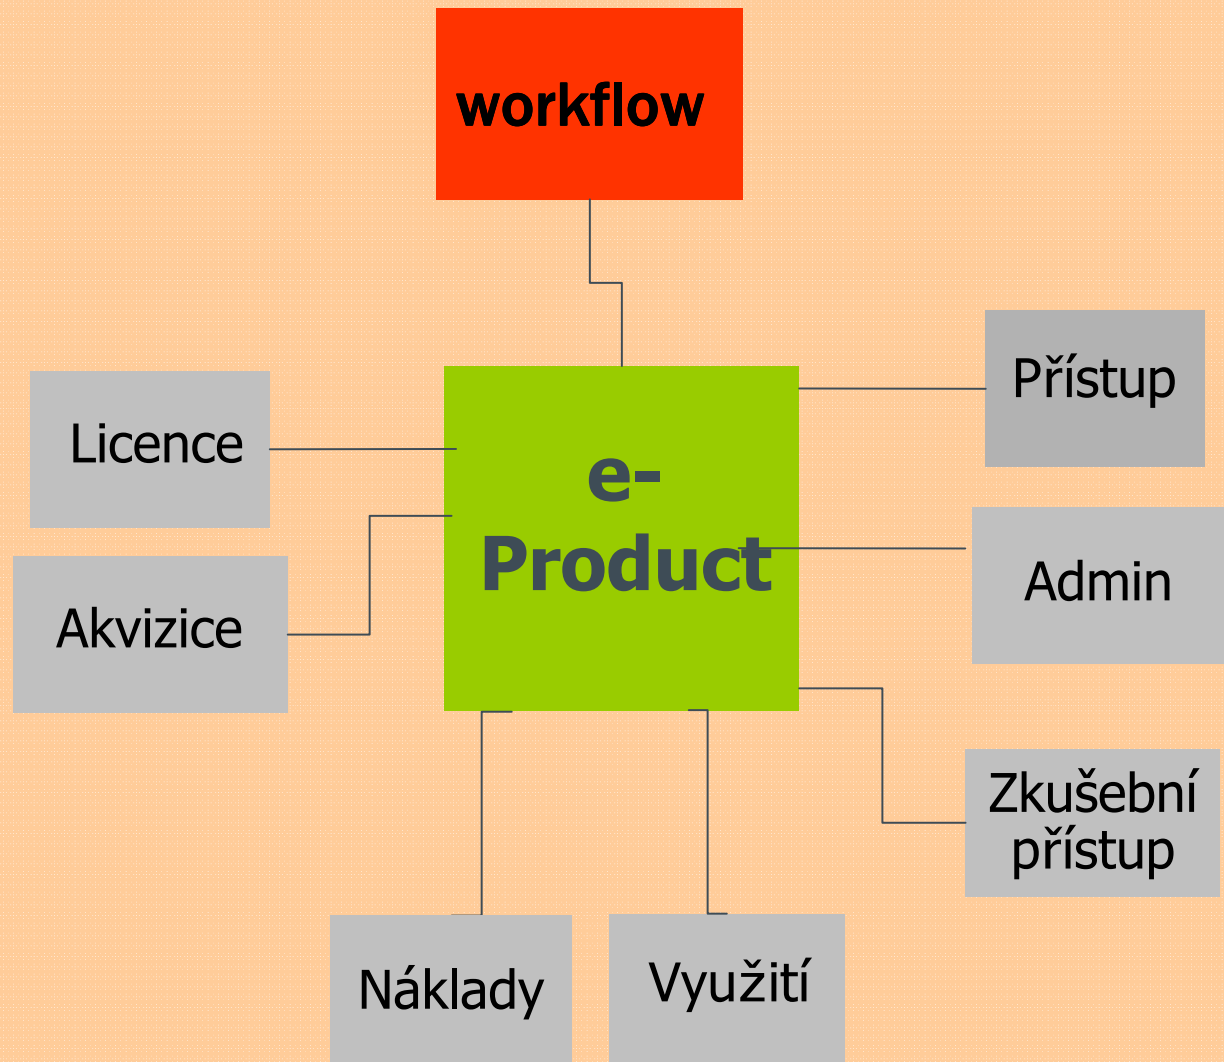 workflow
Přístup
Licence
e-
Product
Admin
Akvizice
Zkušební
přístup
Náklady
Využití